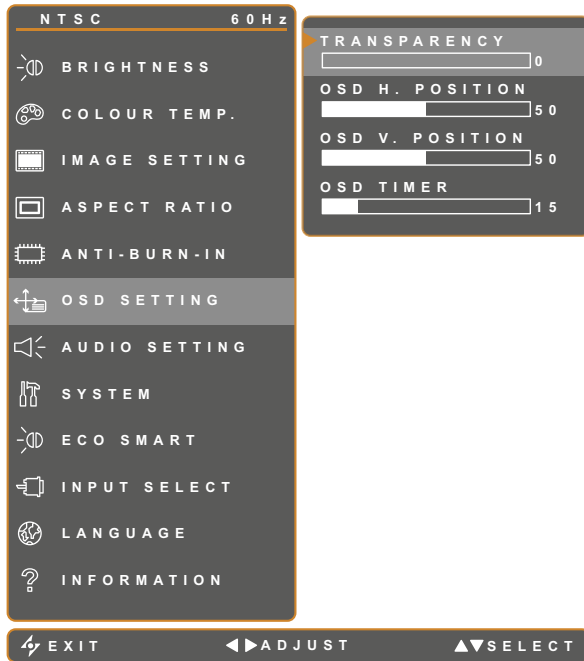 NTSC 60Hz
BRIGHTNESS
COLOUR TEMP.
IMAGE SETTING
ASPECT RATIO
ANTI-BURN-IN
OSD SETTING
AUDIO SETTING
SYSTEM
ECO SMART
INPUT SELECT
LANGUAGE
INFORMATION
TRANSPARENCY
0
OSD H. POSITION
50
OSD V. POSITION
50
OSD TIMER
15
EXIT ADJUST SELECT